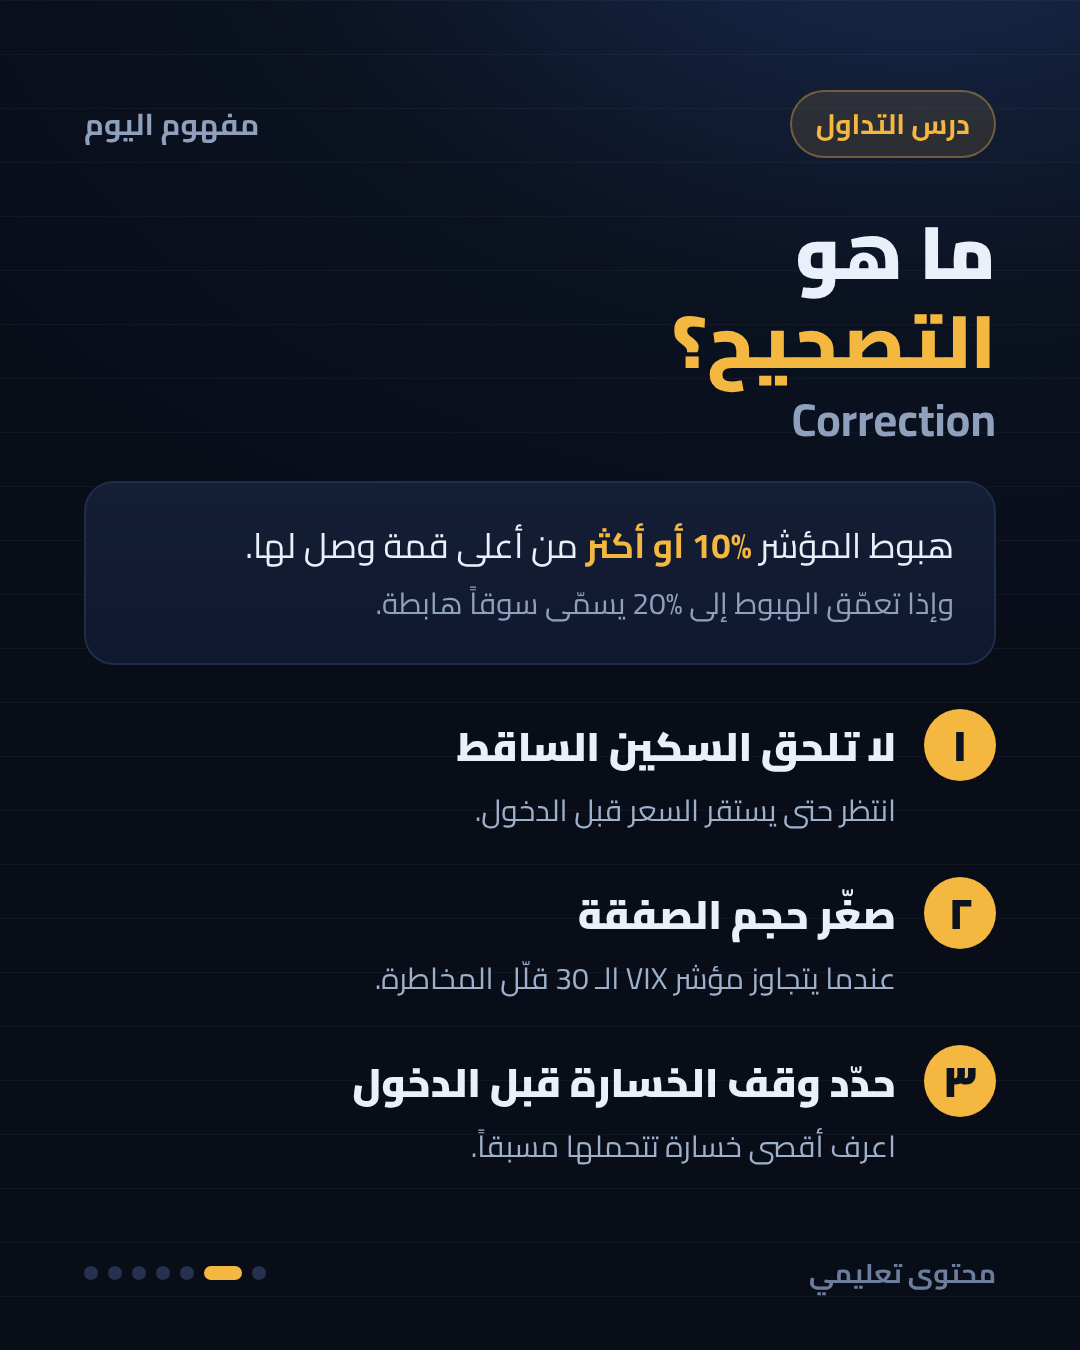 درس التداول
مفهوم اليوم
ما هو
التصحيح؟
Correction
هبوط المؤشر 10% أو أكثر من أعلى قمة وصل لها.
وإذا تعمّق الهبوط إلى 20% يسمّى سوقاً هابطة.
١
لا تلحق السكين الساقط
انتظر حتى يستقر السعر قبل الدخول.
٢
صغّر حجم الصفقة
عندما يتجاوز مؤشر VIX الـ 30 قلّل المخاطرة.
٣
حدّد وقف الخسارة قبل الدخول
اعرف أقصى خسارة تتحملها مسبقاً.
محتوى تعليمي